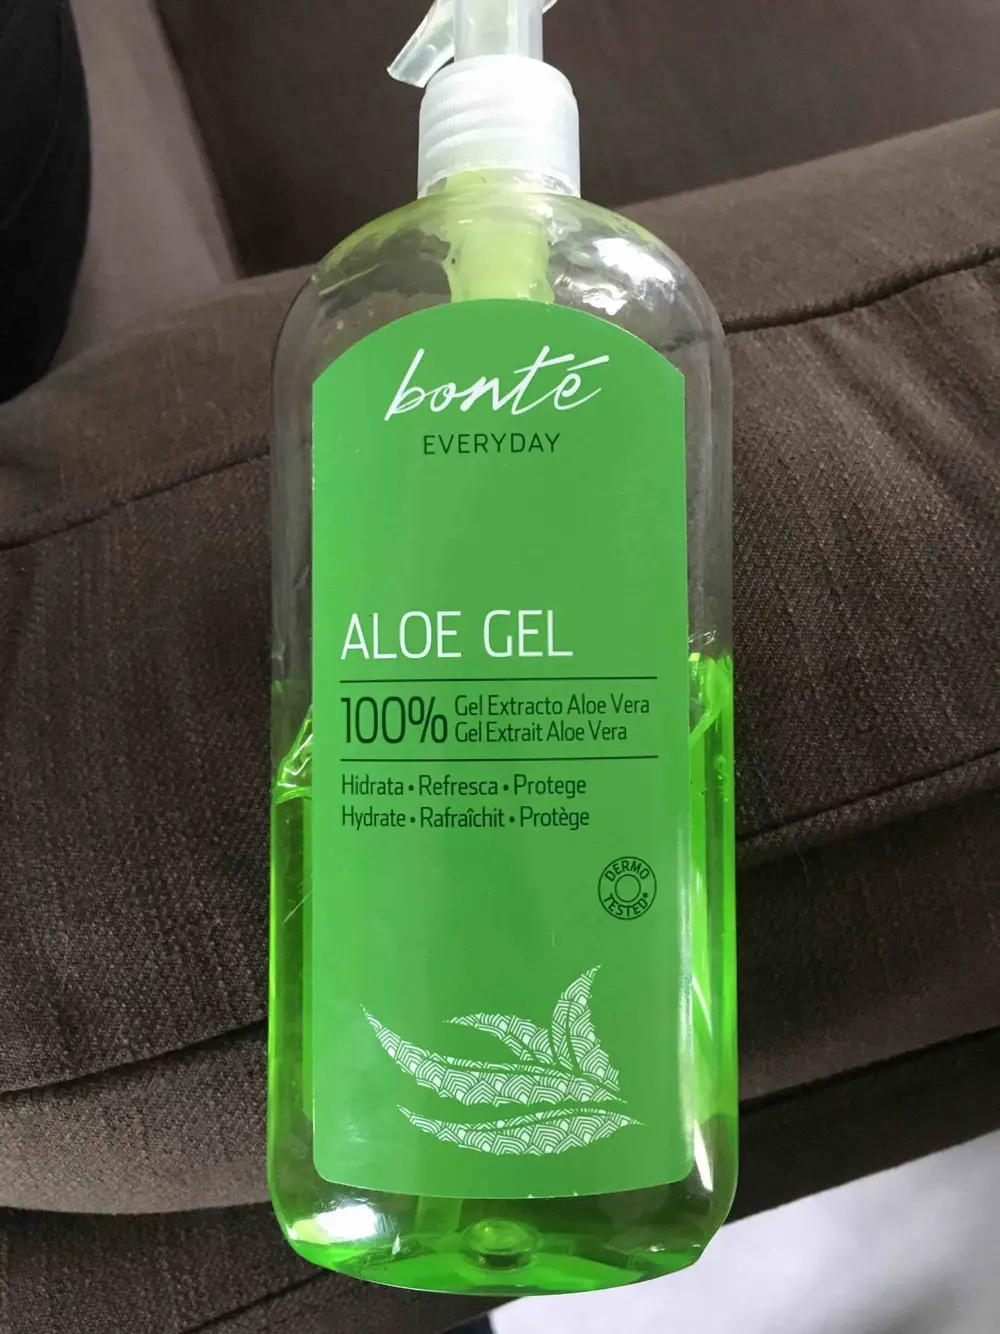 bonté
EVERYDAY
ALOE GEL
100% Gel Extracto Aloe Vera
Gel Extrait Aloe Vera
Hidrata • Refresca • Protege
Hydrate • Rafraîchit • Protège
DERMO
TESTED*